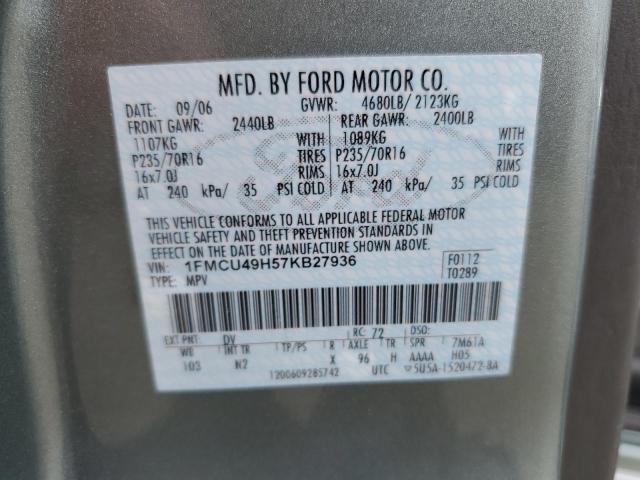 MFD. BY FORD MOTOR CO.
DATE: 09/06 GVWR: 4680LB/ 2123KG
FRONT GAWR: 2440LB REAR GAWR: 2400LB
1107KG WITH 1089KG WITH
P235/70R16 TIRES P235/70R16 TIRES
16x7.0J RIMS 16x7.0J RIMS
AT 240 kPa/ 35 PSI COLD AT 240 kPa/ 35 PSI COLD
THIS VEHICLE CONFORMS TO ALL APPLICABLE FEDERAL MOTOR
VEHICLE SAFETY AND THEFT PREVENTION STANDARDS IN
EFFECT ON THE DATE OF MANUFACTURE SHOWN ABOVE.
VIN: 1FMCU49H57KB27936 F0112
TYPE: MPV T0289
EXT PNT: DV RC: 72 DSO:
WB INT TR TP/PS R AXLE TR SPR 7M61A
103 N2 X 96 H AAAA H05
1200609285742 UTC 5U5A-1520472-BA